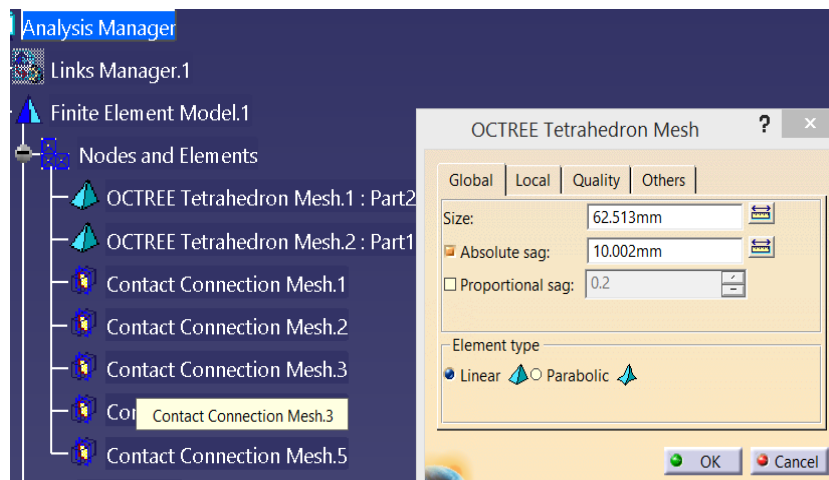 Analysis Manager
Links Manager.1
Finite Element Model.1
Nodes and Elements
OCTREE Tetrahedron Mesh.1 : Part2
OCTREE Tetrahedron Mesh.2 : Part1
Contact Connection Mesh.1
Contact Connection Mesh.2
Contact Connection Mesh.3
Contact Connection Mesh.3
Contact Connection Mesh.5
OCTREE Tetrahedron Mesh ? ×
Global Local Quality Others
Size: 62.513mm
Absolute sag: 10.002mm
Proportional sag: 0.2
Element type
Linear Parabolic
OK Cancel